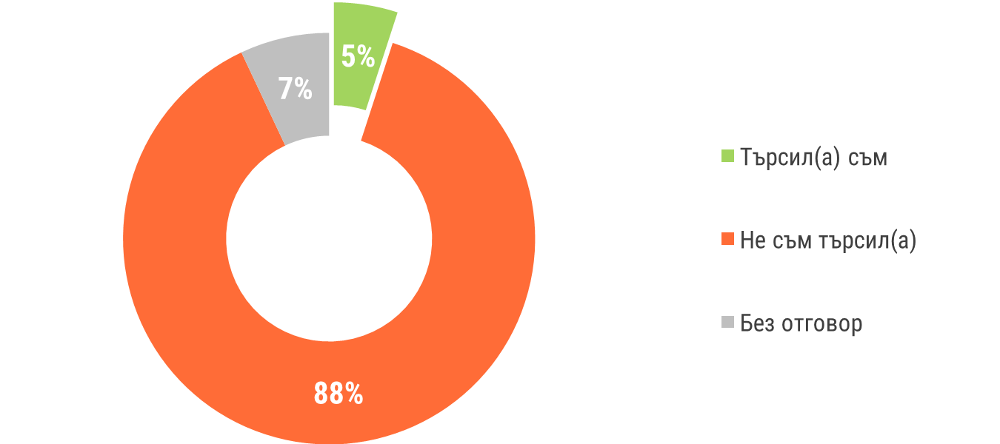 5%
7%
88%
Търсил(а) съм
Не съм търсил(а)
Без отговор